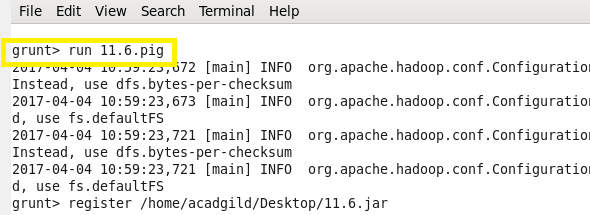 File Edit View Search Terminal Help
grunt> run 11.6.pig
2017-04-04 10:59:23,672 [main] INFO org.apache.hadoop.conf.Configuration
Instead, use dfs.bytes-per-checksum
2017-04-04 10:59:23,673 [main] INFO org.apache.hadoop.conf.Configuration
d, use fs.defaultFS
2017-04-04 10:59:23,721 [main] INFO org.apache.hadoop.conf.Configuration
Instead, use dfs.bytes-per-checksum
2017-04-04 10:59:23,721 [main] INFO org.apache.hadoop.conf.Configuration
d, use fs.defaultFS
grunt> register /home/acadgild/Desktop/11.6.jar